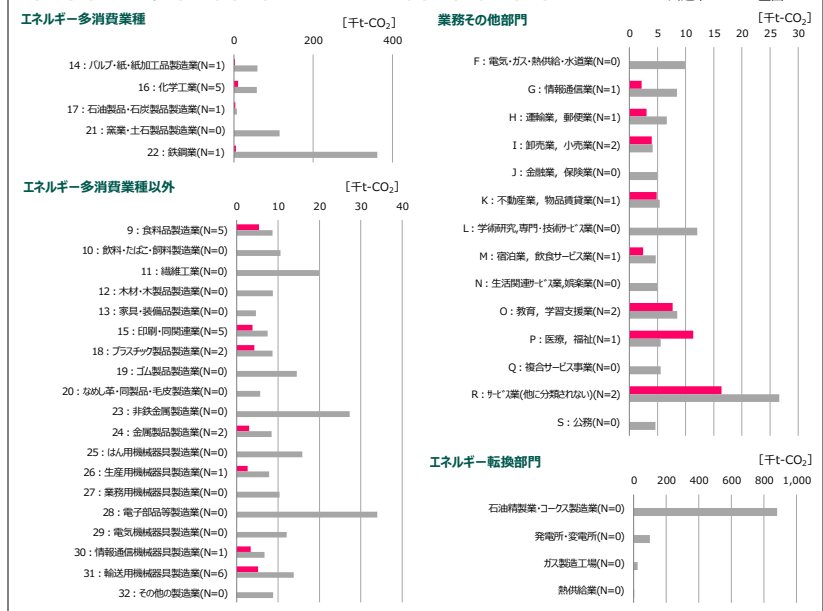 エネルギー多消費業種
[千t-CO₂]
0 200 400
14：パルプ・紙・紙加工品製造業(N=1)
16：化学工業(N=5)
17：石油製品・石炭製品製造業(N=1)
21：窯業・土石製品製造業(N=0)
22：鉄鋼業(N=1)
エネルギー多消費業種以外
[千t-CO₂]
0 10 20 30 40
9：食料品製造業(N=5)
10：飲料・たばこ・飼料製造業(N=0)
11：繊維工業(N=0)
12：木材・木製品製造業(N=0)
13：家具・装備品製造業(N=0)
15：印刷・同関連業(N=5)
18：プラスチック製品製造業(N=2)
19：ゴム製品製造業(N=0)
20：なめし革・同製品・毛皮製造業(N=0)
23：非鉄金属製造業(N=0)
24：金属製品製造業(N=2)
25：はん用機械器具製造業(N=0)
26：生産用機械器具製造業(N=1)
27：業務用機械器具製造業(N=0)
28：電子部品等製造業(N=0)
29：電気機械器具製造業(N=0)
30：情報通信機械器具製造業(N=1)
31：輸送用機械器具製造業(N=6)
32：その他の製造業(N=0)
業務その他部門
[千t-CO₂]
0 5 10 15 20 25 30
F：電気・ガス・熱供給・水道業(N=0)
G：情報通信業(N=1)
H：運輸業，郵便業(N=1)
I：卸売業，小売業(N=2)
J：金融業，保険業(N=0)
K：不動産業，物品賃貸業(N=1)
L：学術研究,専門・技術ｻｰﾋﾞｽ業(N=0)
M：宿泊業，飲食サービス業(N=1)
N：生活関連ｻｰﾋﾞｽ業,娯楽業(N=0)
O：教育，学習支援業(N=2)
P：医療，福祉(N=1)
Q：複合サービス事業(N=0)
R：ｻｰﾋﾞｽ業(他に分類されない)(N=2)
S：公務(N=0)
エネルギー転換部門
[千t-CO₂]
0 200 400 600 800 1,000
石油精製業・コークス製造業(N=0)
発電所・変電所(N=0)
ガス製造工場(N=0)
熱供給業(N=0)